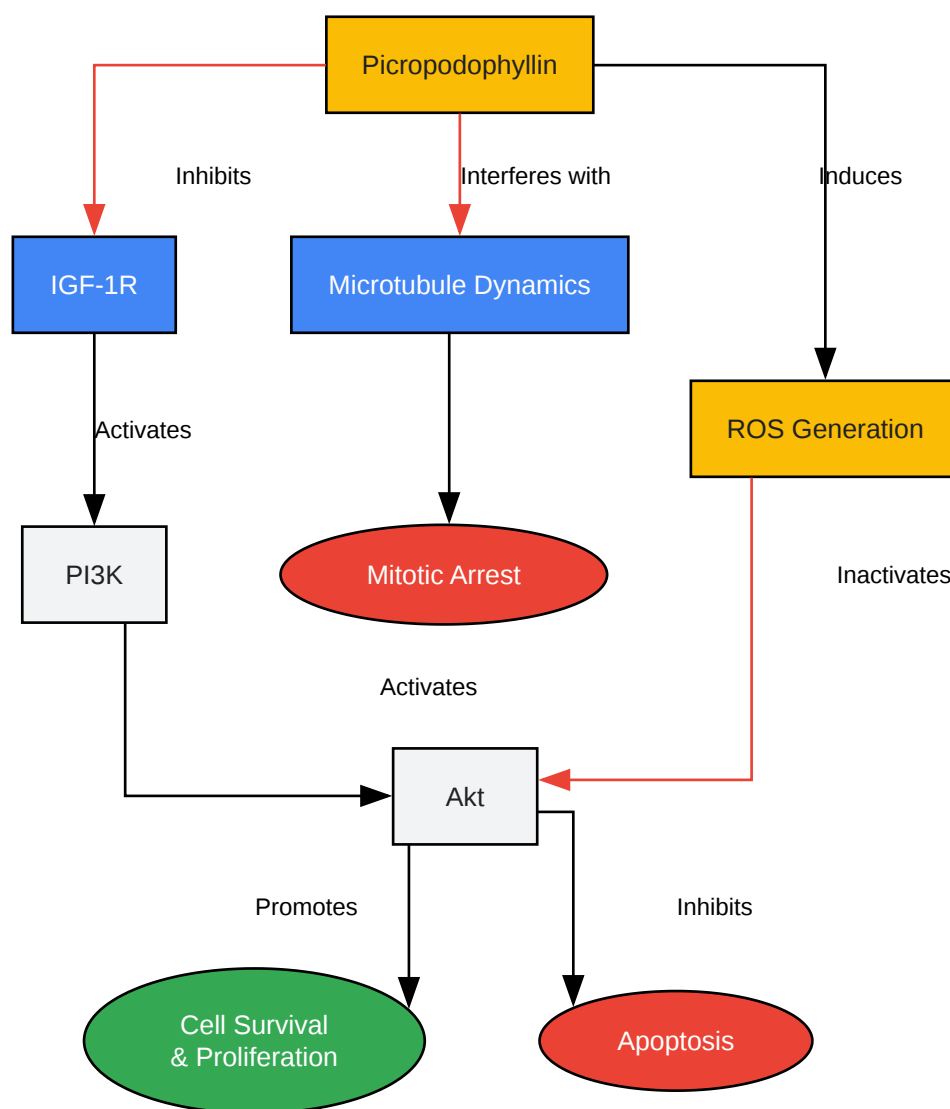 Picropodophyllin
Inhibits
Interferes with
Induces
IGF-1R
Microtubule Dynamics
Activates
ROS Generation
PI3K
Mitotic Arrest
Inactivates
Activates
Akt
Promotes
Inhibits
Cell Survival
& Proliferation
Apoptosis